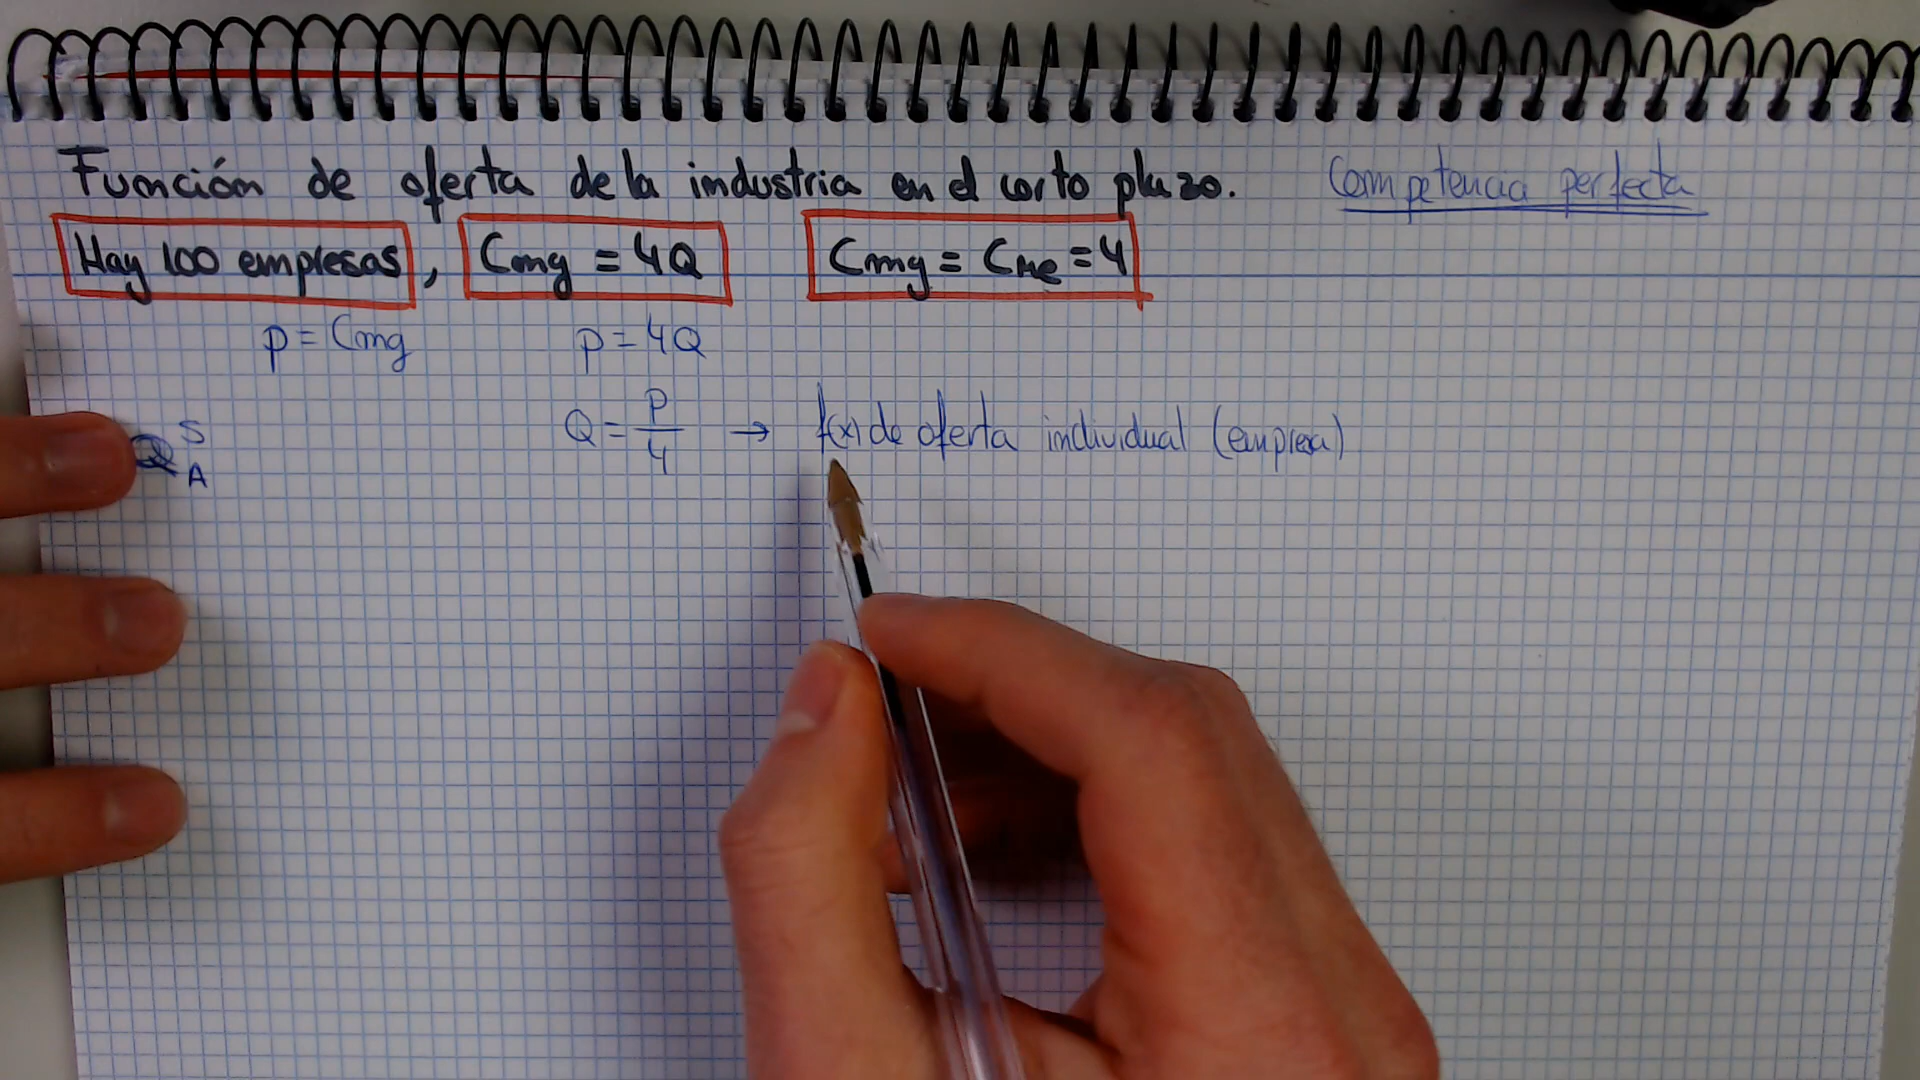 Función de oferta de la industria en el corto plazo. Competencia perfecta
Hay 100 empresas, Cmg = 4Q Cmg = CMe = 4
p = Cmg p = 4Q
Q^S_A Q = P/4 → f(x) de oferta individual (empresa)